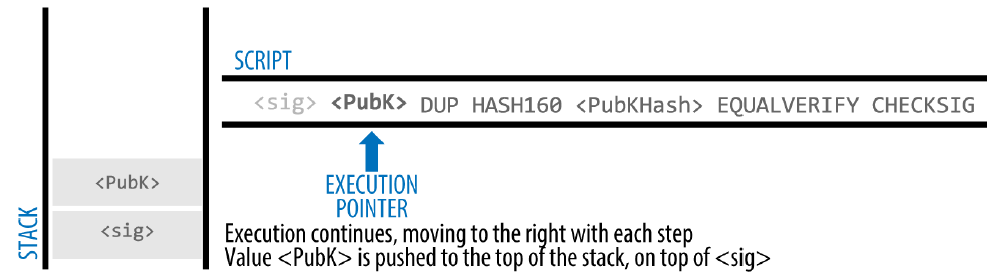 SCRIPT
<sig> <PubK> DUP HASH160 <PubKHash> EQUALVERIFY CHECKSIG
EXECUTION
POINTER
<PubK>
<sig>
STACK
Execution continues, moving to the right with each step
Value <PubK> is pushed to the top of the stack, on top of <sig>